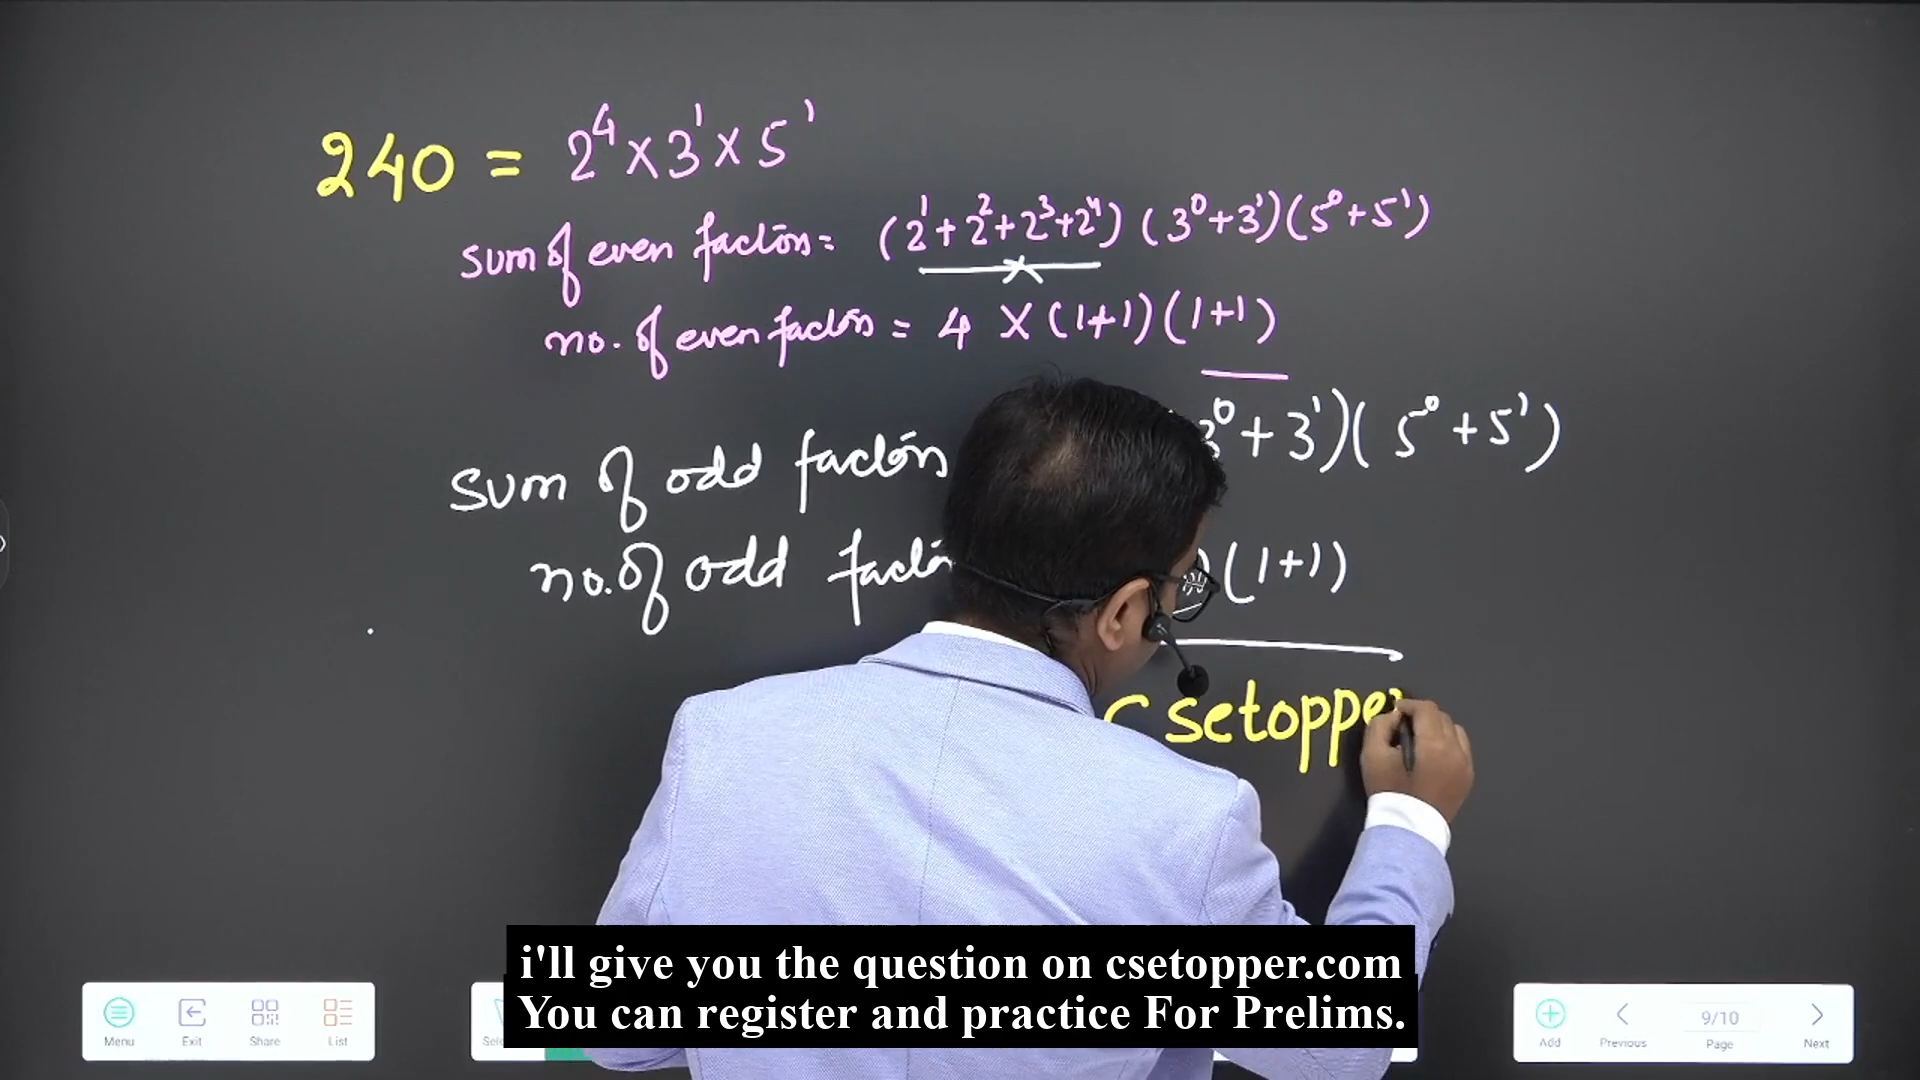 240 = 2⁴ × 3¹ × 5¹
sum of even factors = (2¹+2²+2³+2⁴) (3⁰+3¹)(5⁰+5¹)
no. of even factors = 4 × (1+1)(1+1)
sum of odd factors 3⁰+3¹)(5⁰+5¹)
no. of odd (1+1)
Csetopper
i'll give you the question on csetopper.com
You can register and practice For Prelims.
Menu Exit Share List Add Previous 9/10 Page Next